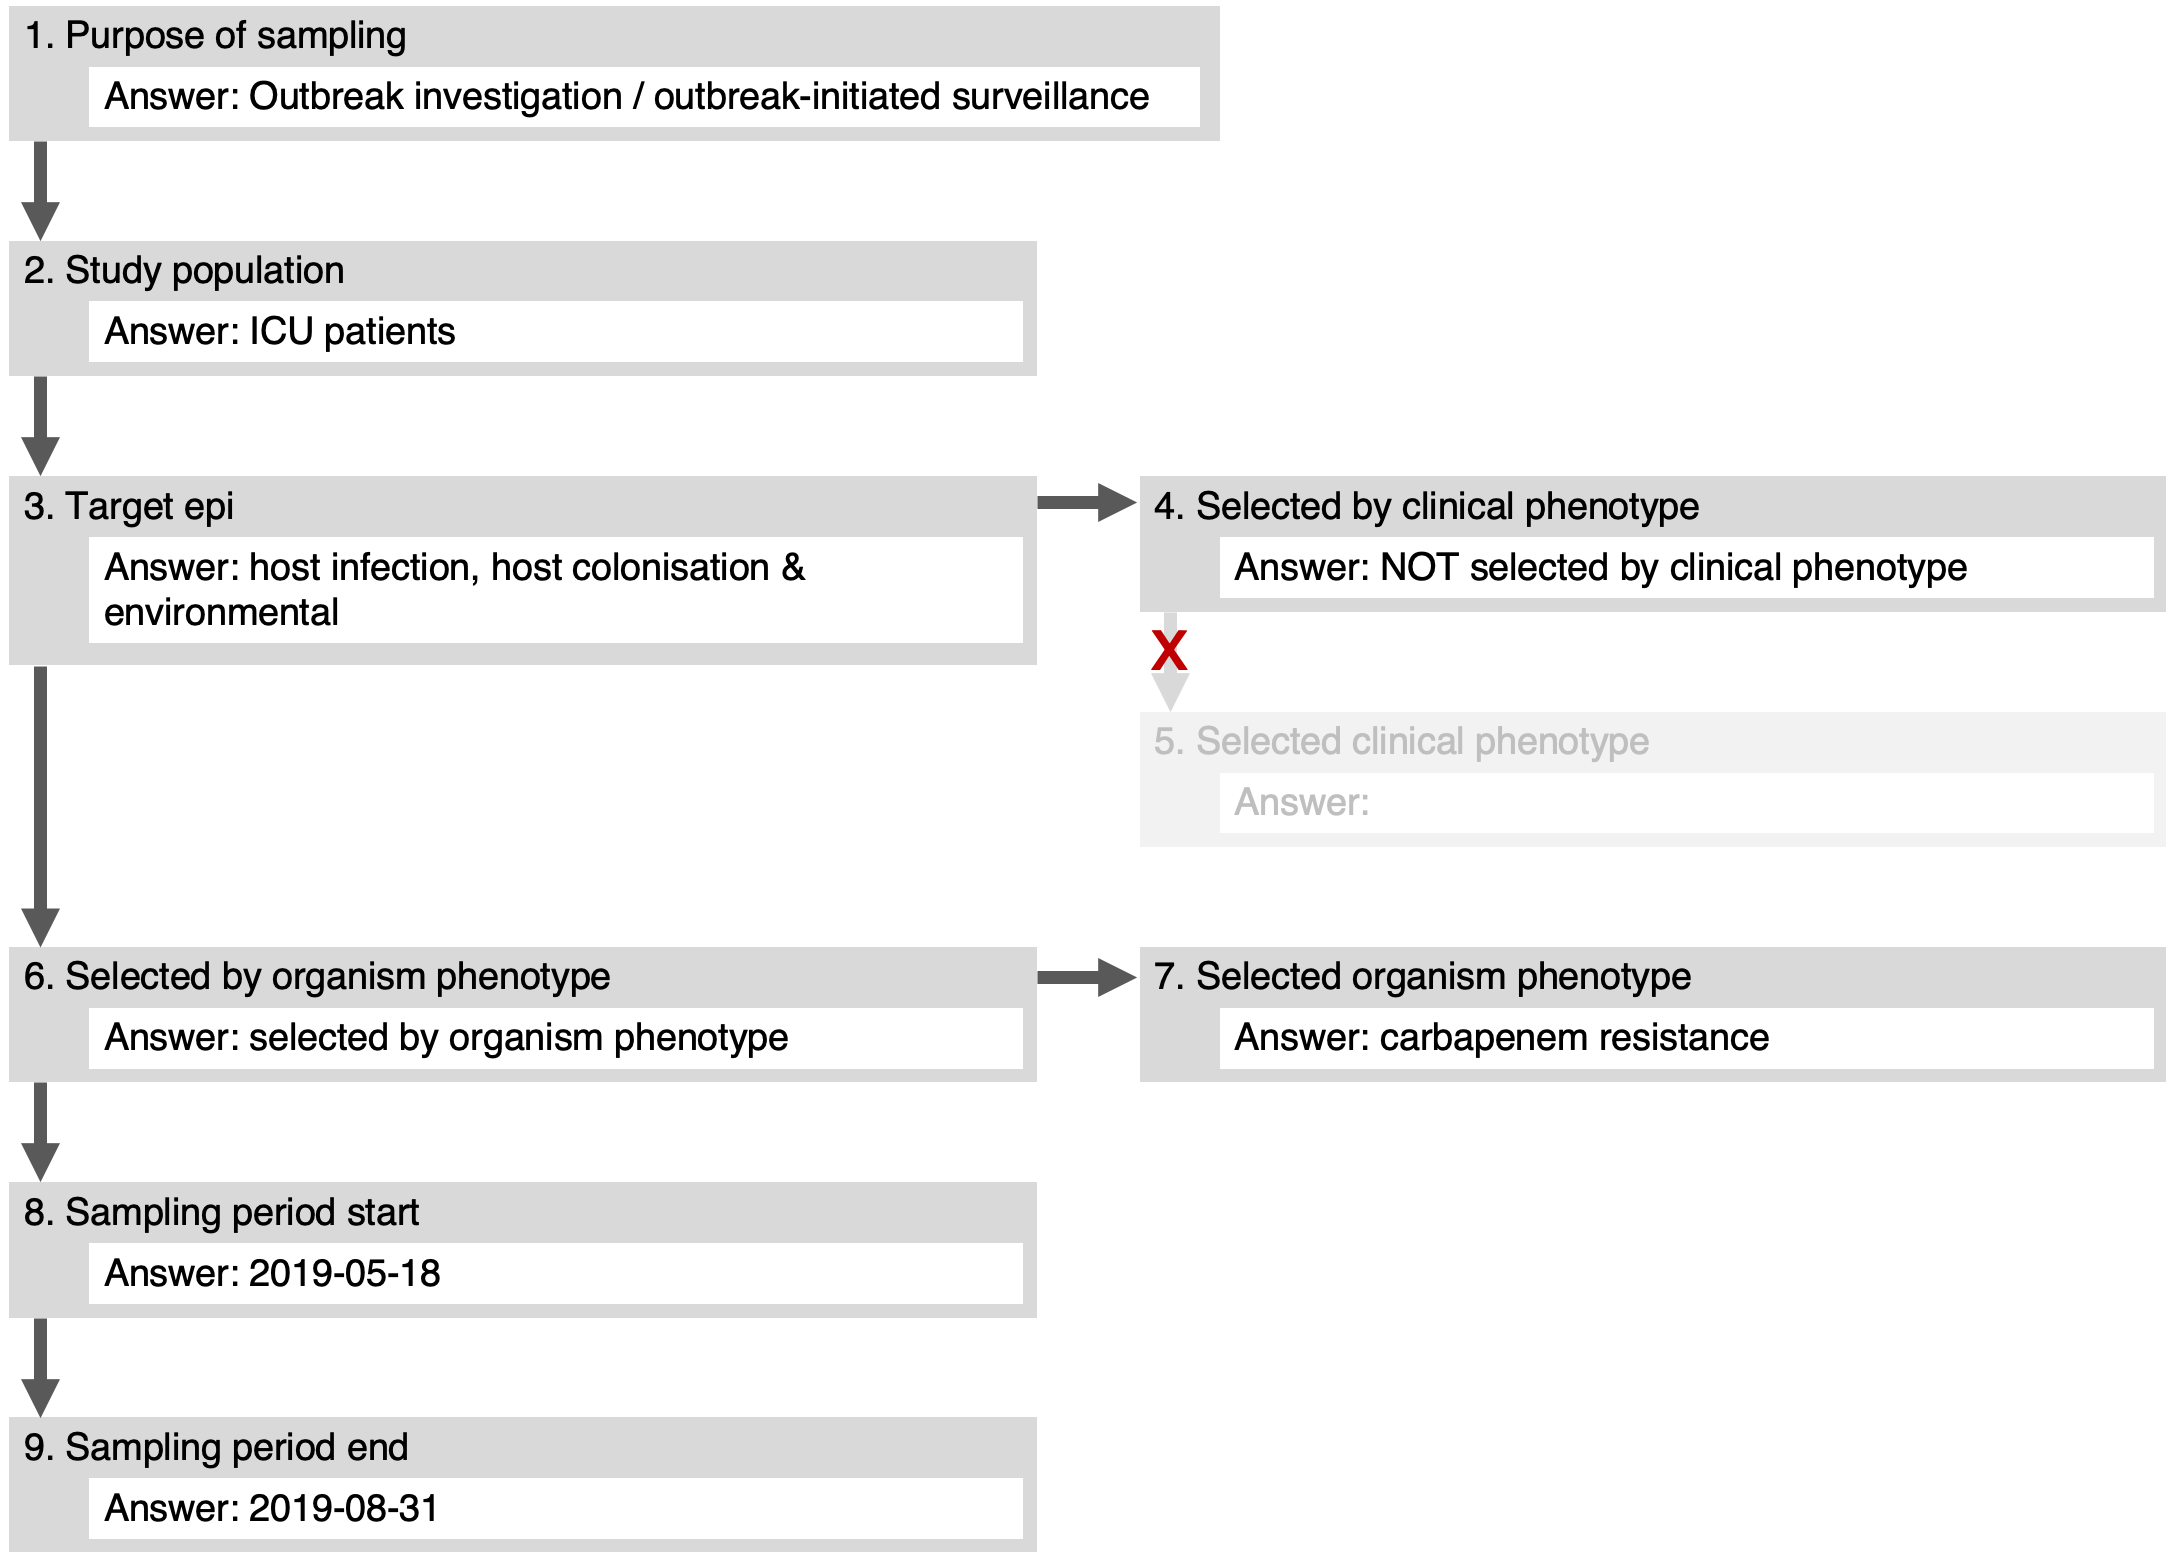 1. Purpose of sampling
Answer: Outbreak investigation / outbreak-initiated surveillance
2. Study population
Answer: ICU patients
3. Target epi
Answer: host infection, host colonisation &
environmental
4. Selected by clinical phenotype
Answer: NOT selected by clinical phenotype
X
5. Selected clinical phenotype
Answer:
6. Selected by organism phenotype
Answer: selected by organism phenotype
7. Selected organism phenotype
Answer: carbapenem resistance
8. Sampling period start
Answer: 2019-05-18
9. Sampling period end
Answer: 2019-08-31